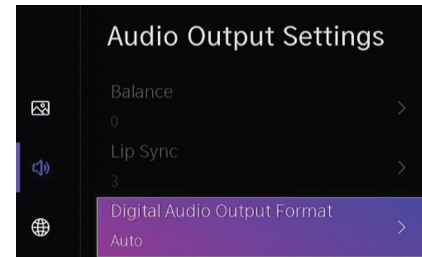 Audio Output Settings
Balance
0
Lip Sync
3
Digital Audio Output Format
Auto